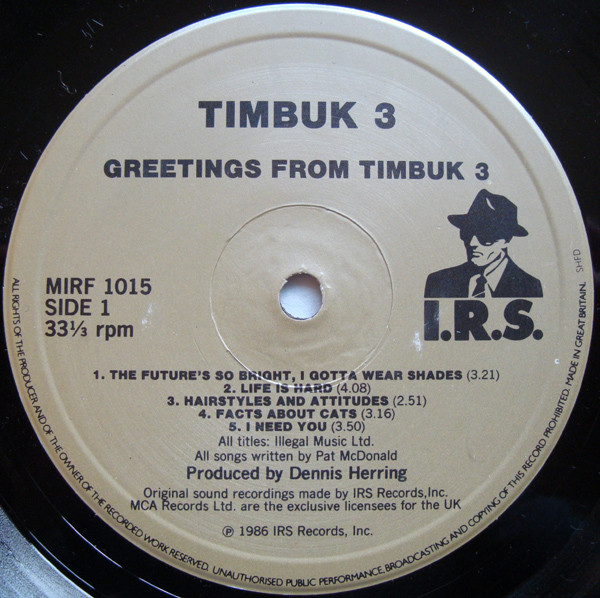 TIMBUK 3
GREETINGS FROM TIMBUK 3
MIRF 1015
SIDE 1
33⅓ rpm
I.R.S.
SHFD
1. THE FUTURE'S SO BRIGHT, I GOTTA WEAR SHADES (3.21)
2. LIFE IS HARD (4.08)
3. HAIRSTYLES AND ATTITUDES (2.51)
4. FACTS ABOUT CATS (3.16)
5. I NEED YOU (3.50)
All titles: Illegal Music Ltd.
All songs written by Pat McDonald
Produced by Dennis Herring
Original sound recordings made by IRS Records,Inc.
MCA Records Ltd. are the exclusive licensees for the UK
℗ 1986 IRS Records, Inc.
ALL RIGHTS OF THE PRODUCER AND OF THE OWNER OF THE RECORDED WORK RESERVED. UNAUTHORISED PUBLIC PERFORMANCE, BROADCASTING AND COPYING OF THIS RECORD PROHIBITED. MADE IN GREAT BRITAIN.